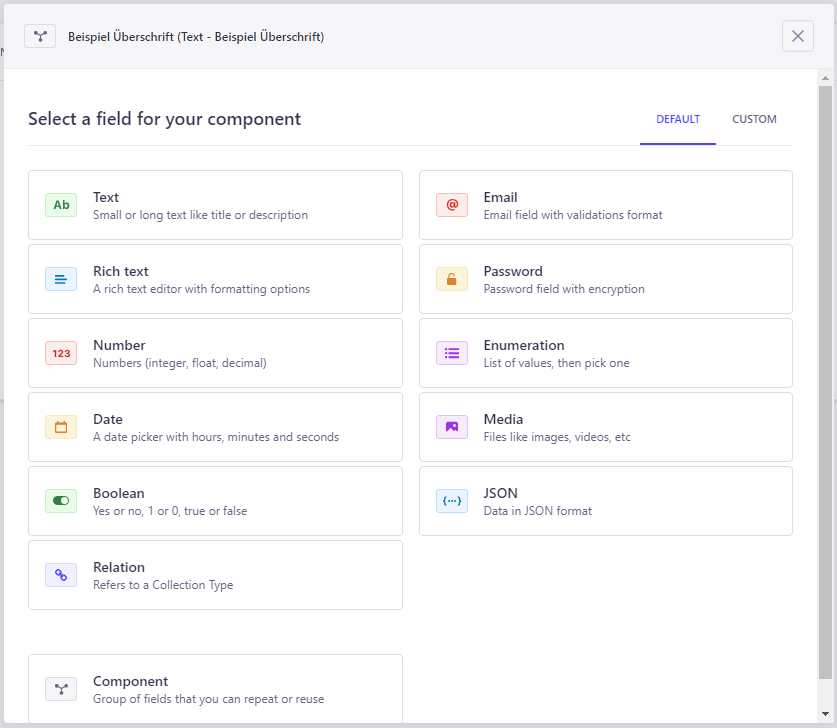 Beispiel Überschrift (Text - Beispiel Überschrift)
Select a field for your component
DEFAULT
CUSTOM
Ab
Text
Small or long text like title or description
@
Email
Email field with validations format
Rich text
A rich text editor with formatting options
Password
Password field with encryption
123
Number
Numbers (integer, float, decimal)
Enumeration
List of values, then pick one
Date
A date picker with hours, minutes and seconds
Media
Files like images, videos, etc
Boolean
Yes or no, 1 or 0, true or false
{···}
JSON
Data in JSON format
Relation
Refers to a Collection Type
Component
Group of fields that you can repeat or reuse